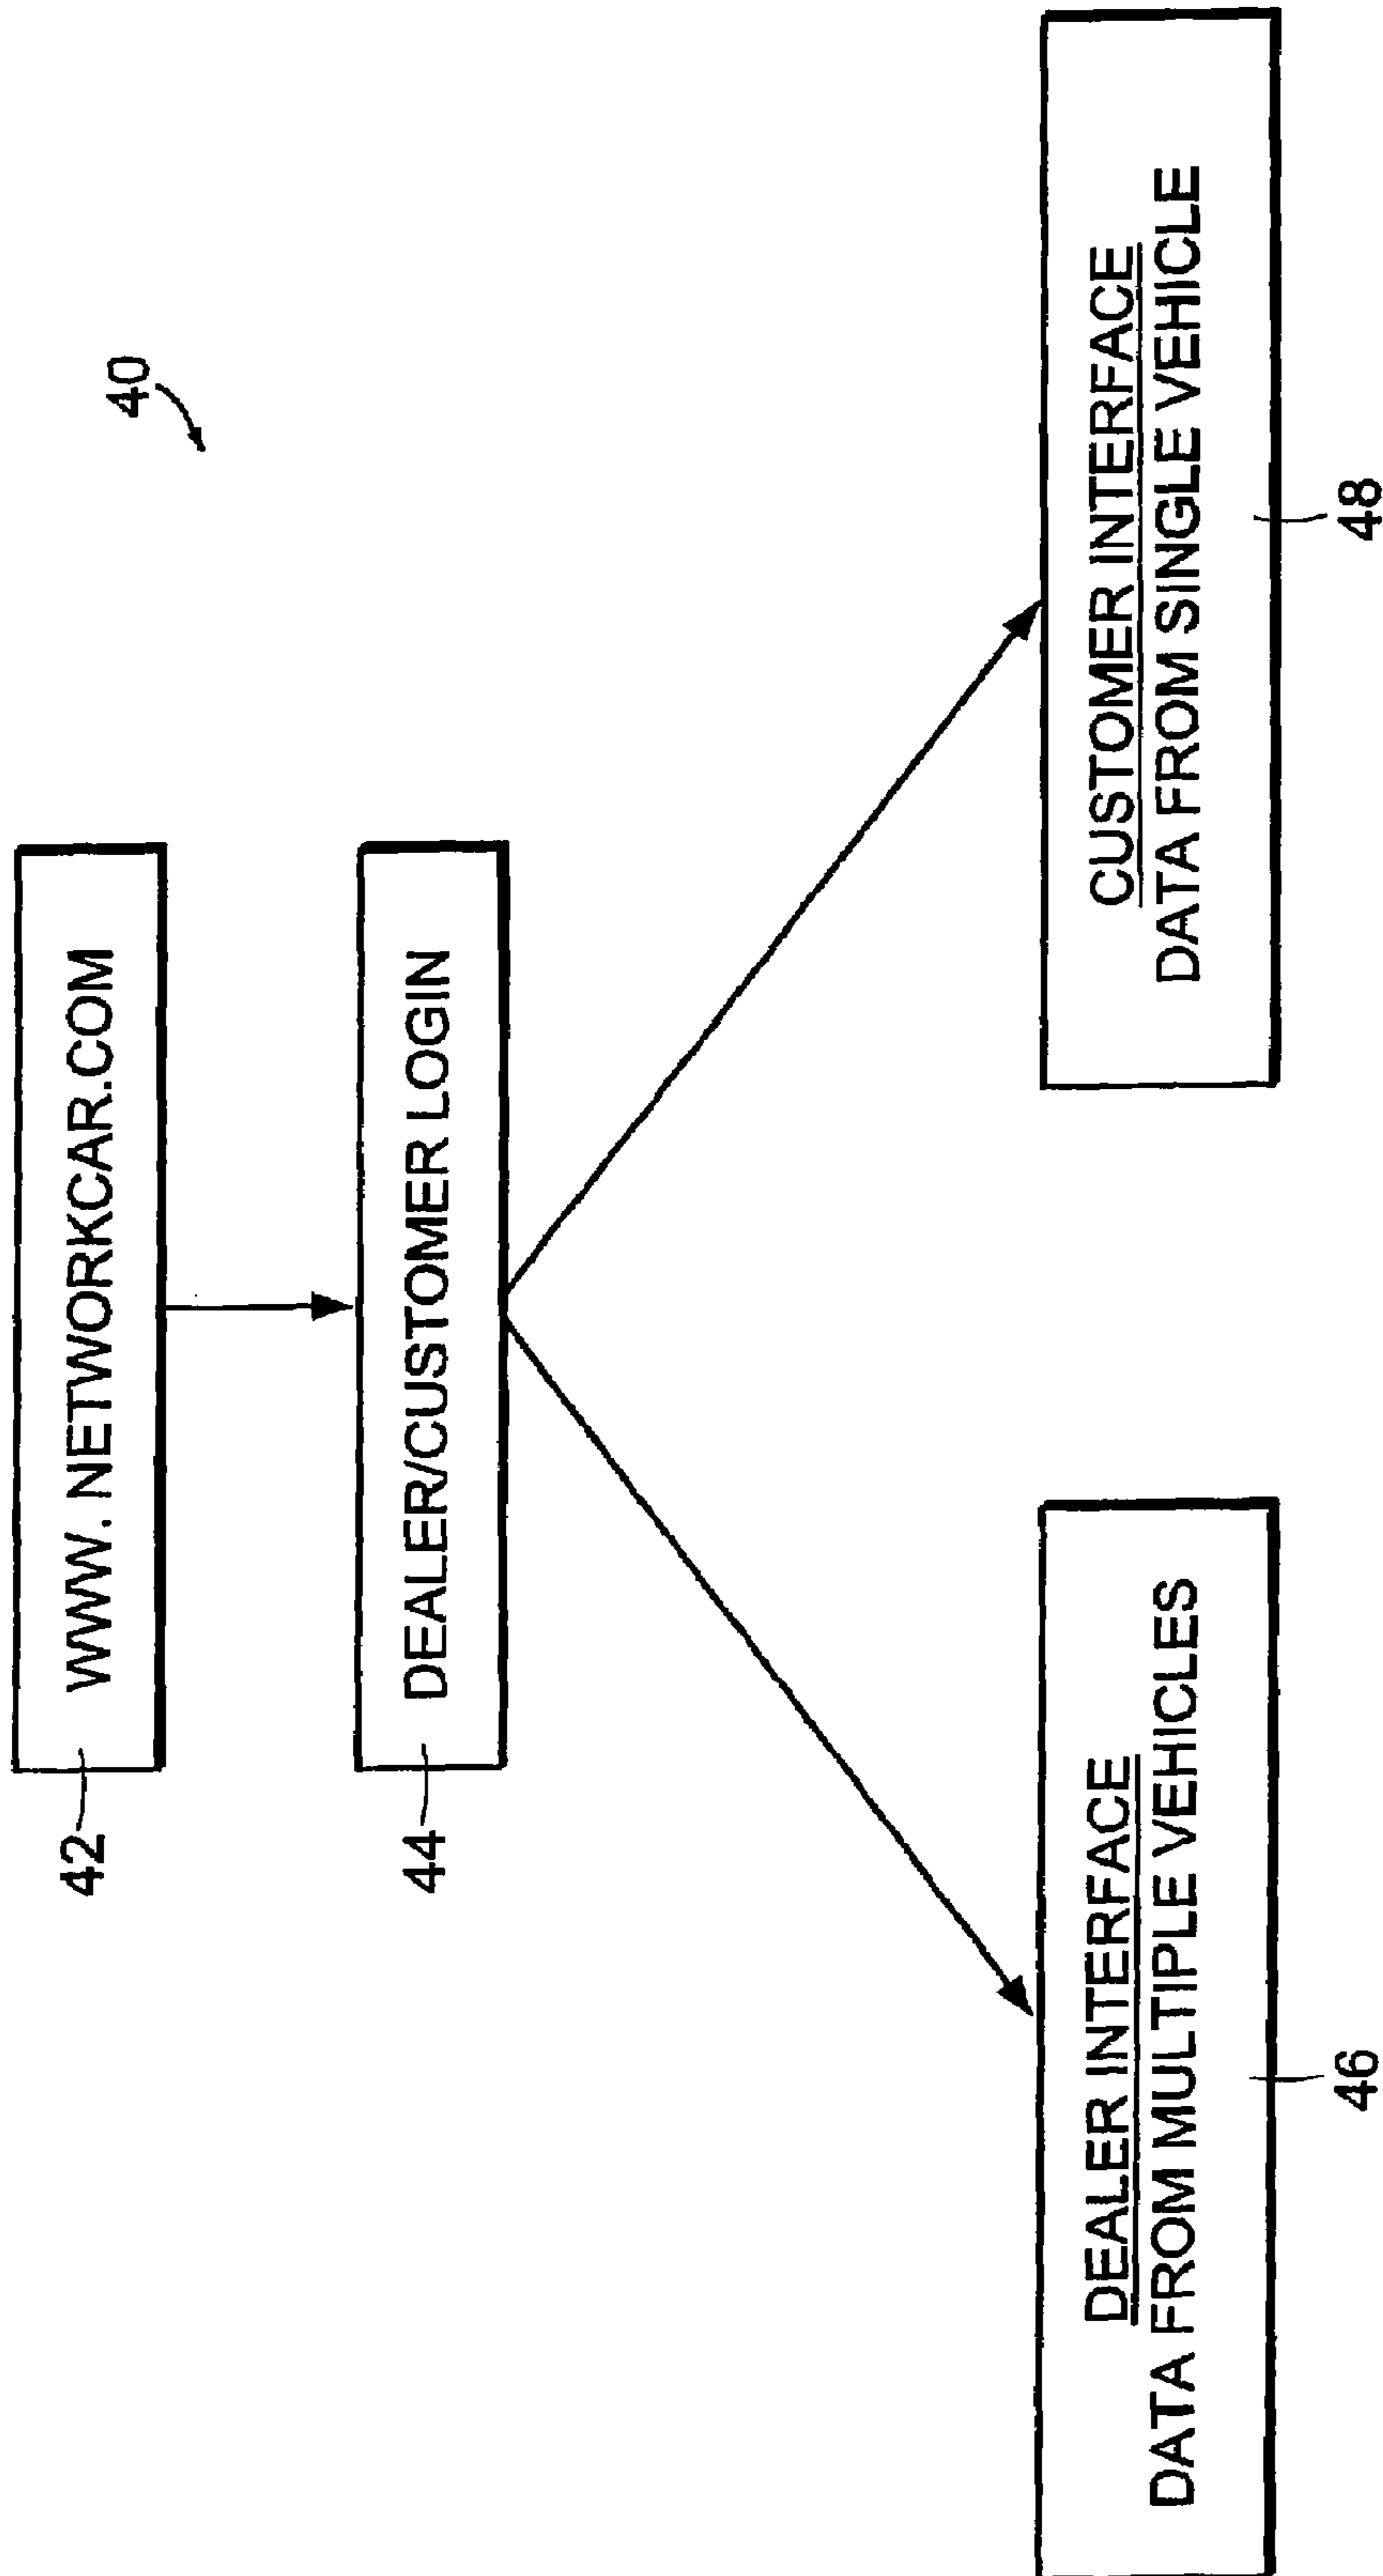 40
42
WWW. NETWORKCAR.COM
44
DEALER/CUSTOMER LOGIN
DEALER INTERFACE
DATA FROM MULTIPLE VEHICLES
46
CUSTOMER INTERFACE
DATA FROM SINGLE VEHICLE
48